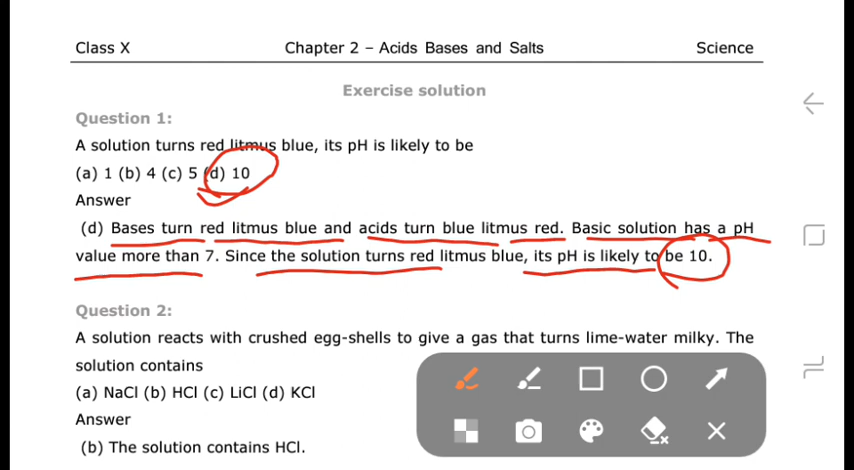 Class X Chapter 2 – Acids Bases and Salts Science
Exercise solution
Question 1:
A solution turns red litmus blue, its pH is likely to be
(a) 1 (b) 4 (c) 5 (d) 10
Answer
(d) Bases turn red litmus blue and acids turn blue litmus red. Basic solution has a pH
value more than 7. Since the solution turns red litmus blue, its pH is likely to be 10.
Question 2:
A solution reacts with crushed egg-shells to give a gas that turns lime-water milky. The
solution contains
(a) NaCl (b) HCl (c) LiCl (d) KCl
Answer
(b) The solution contains HCl.